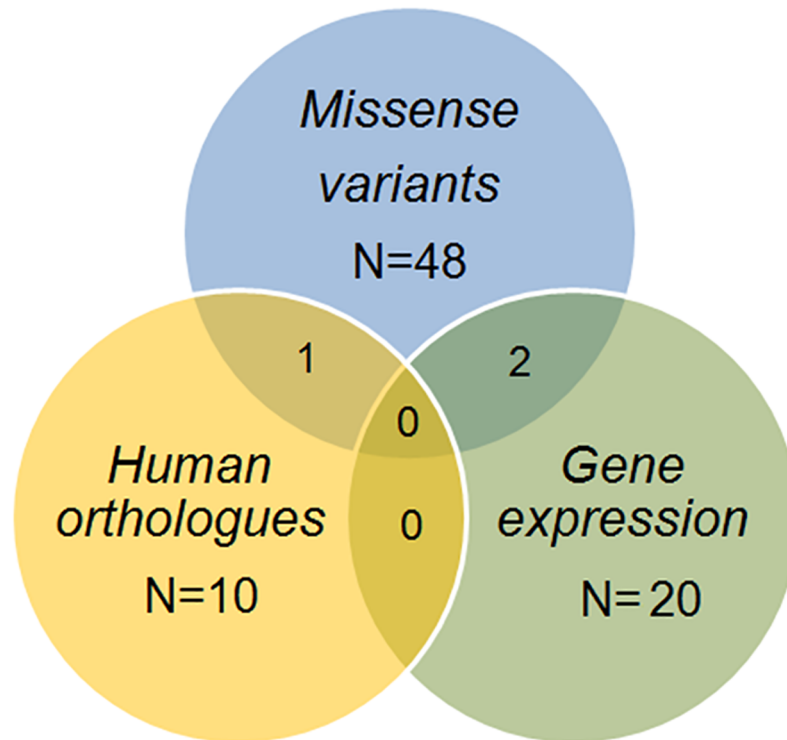 Missense
variants
N=48
1
2
0
Human
orthologues
N=10
0
Gene
expression
N= 20